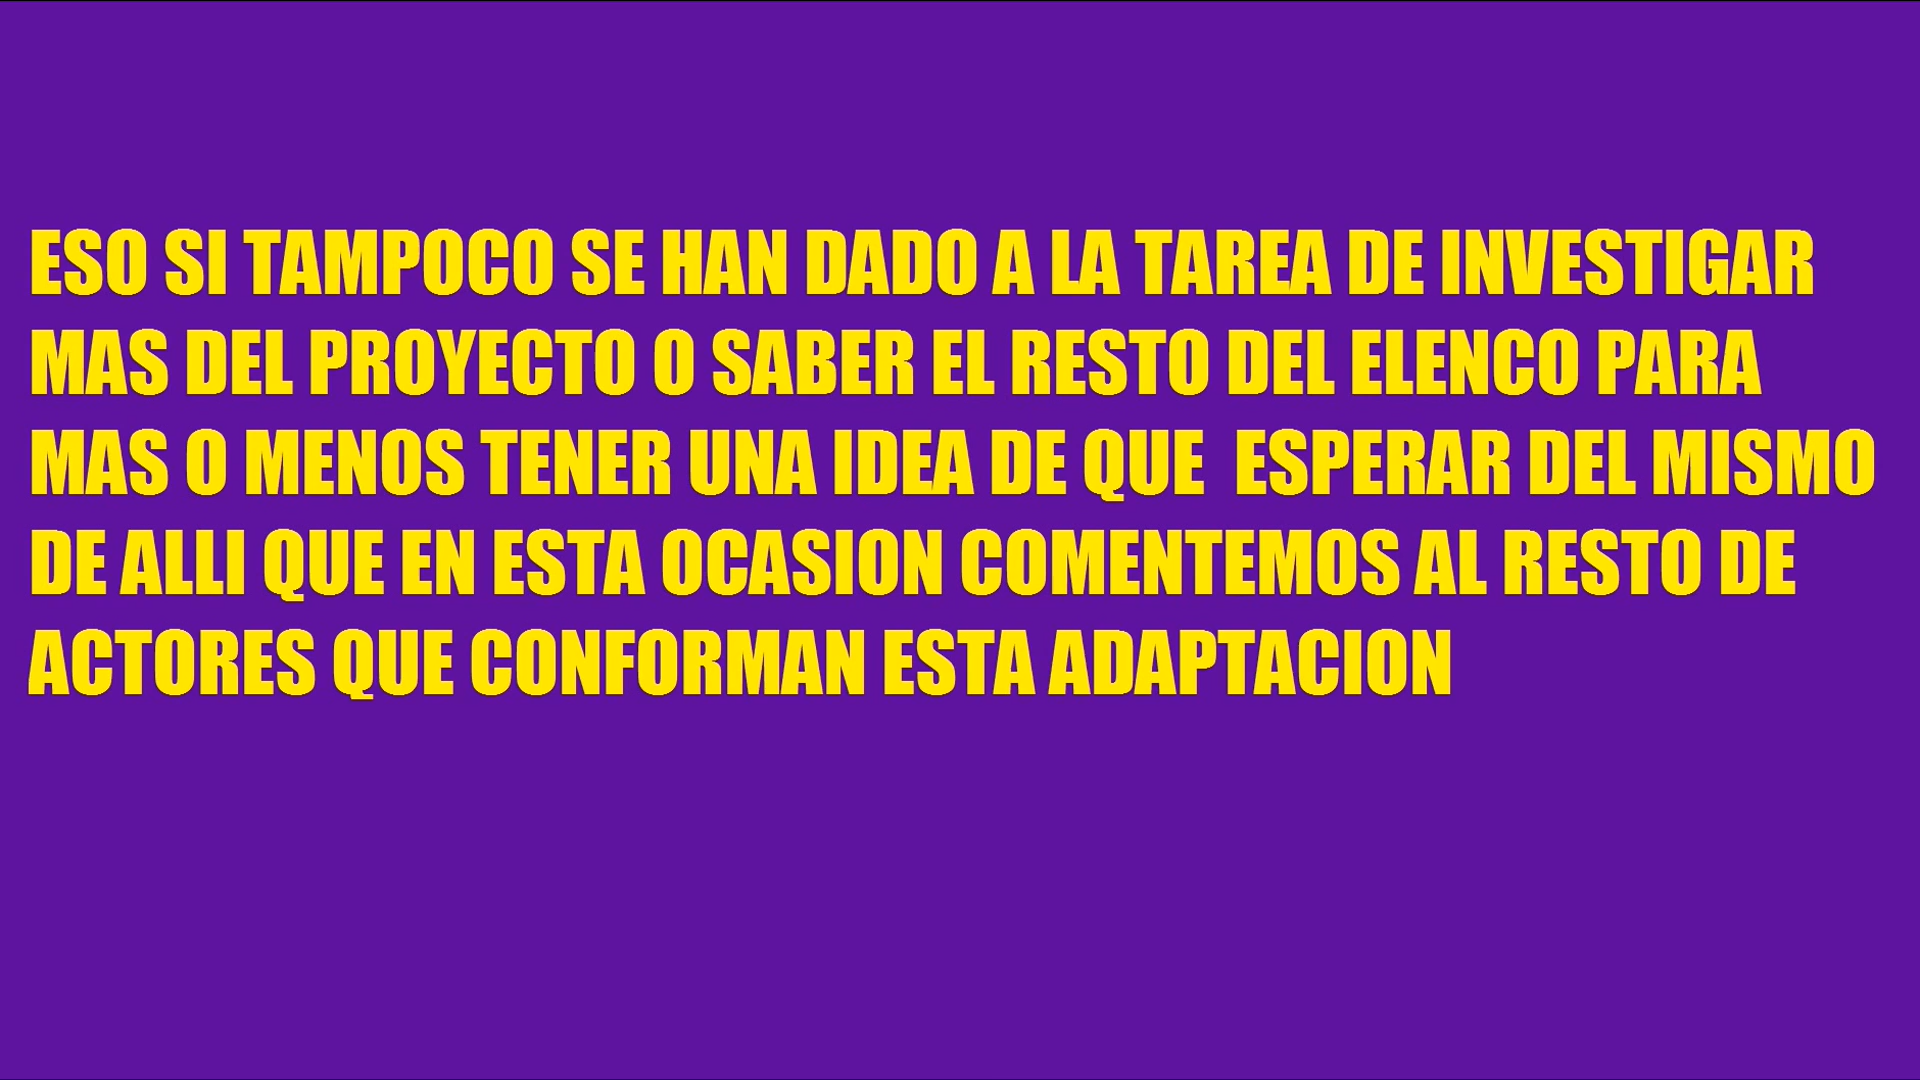 ESO SI TAMPOCO SE HAN DADO A LA TAREA DE INVESTIGAR
MAS DEL PROYECTO O SABER EL RESTO DEL ELENCO PARA
MAS O MENOS TENER UNA IDEA DE QUE  ESPERAR DEL MISMO
DE ALLI QUE EN ESTA OCASION COMENTEMOS AL RESTO DE
ACTORES QUE CONFORMAN ESTA ADAPTACION